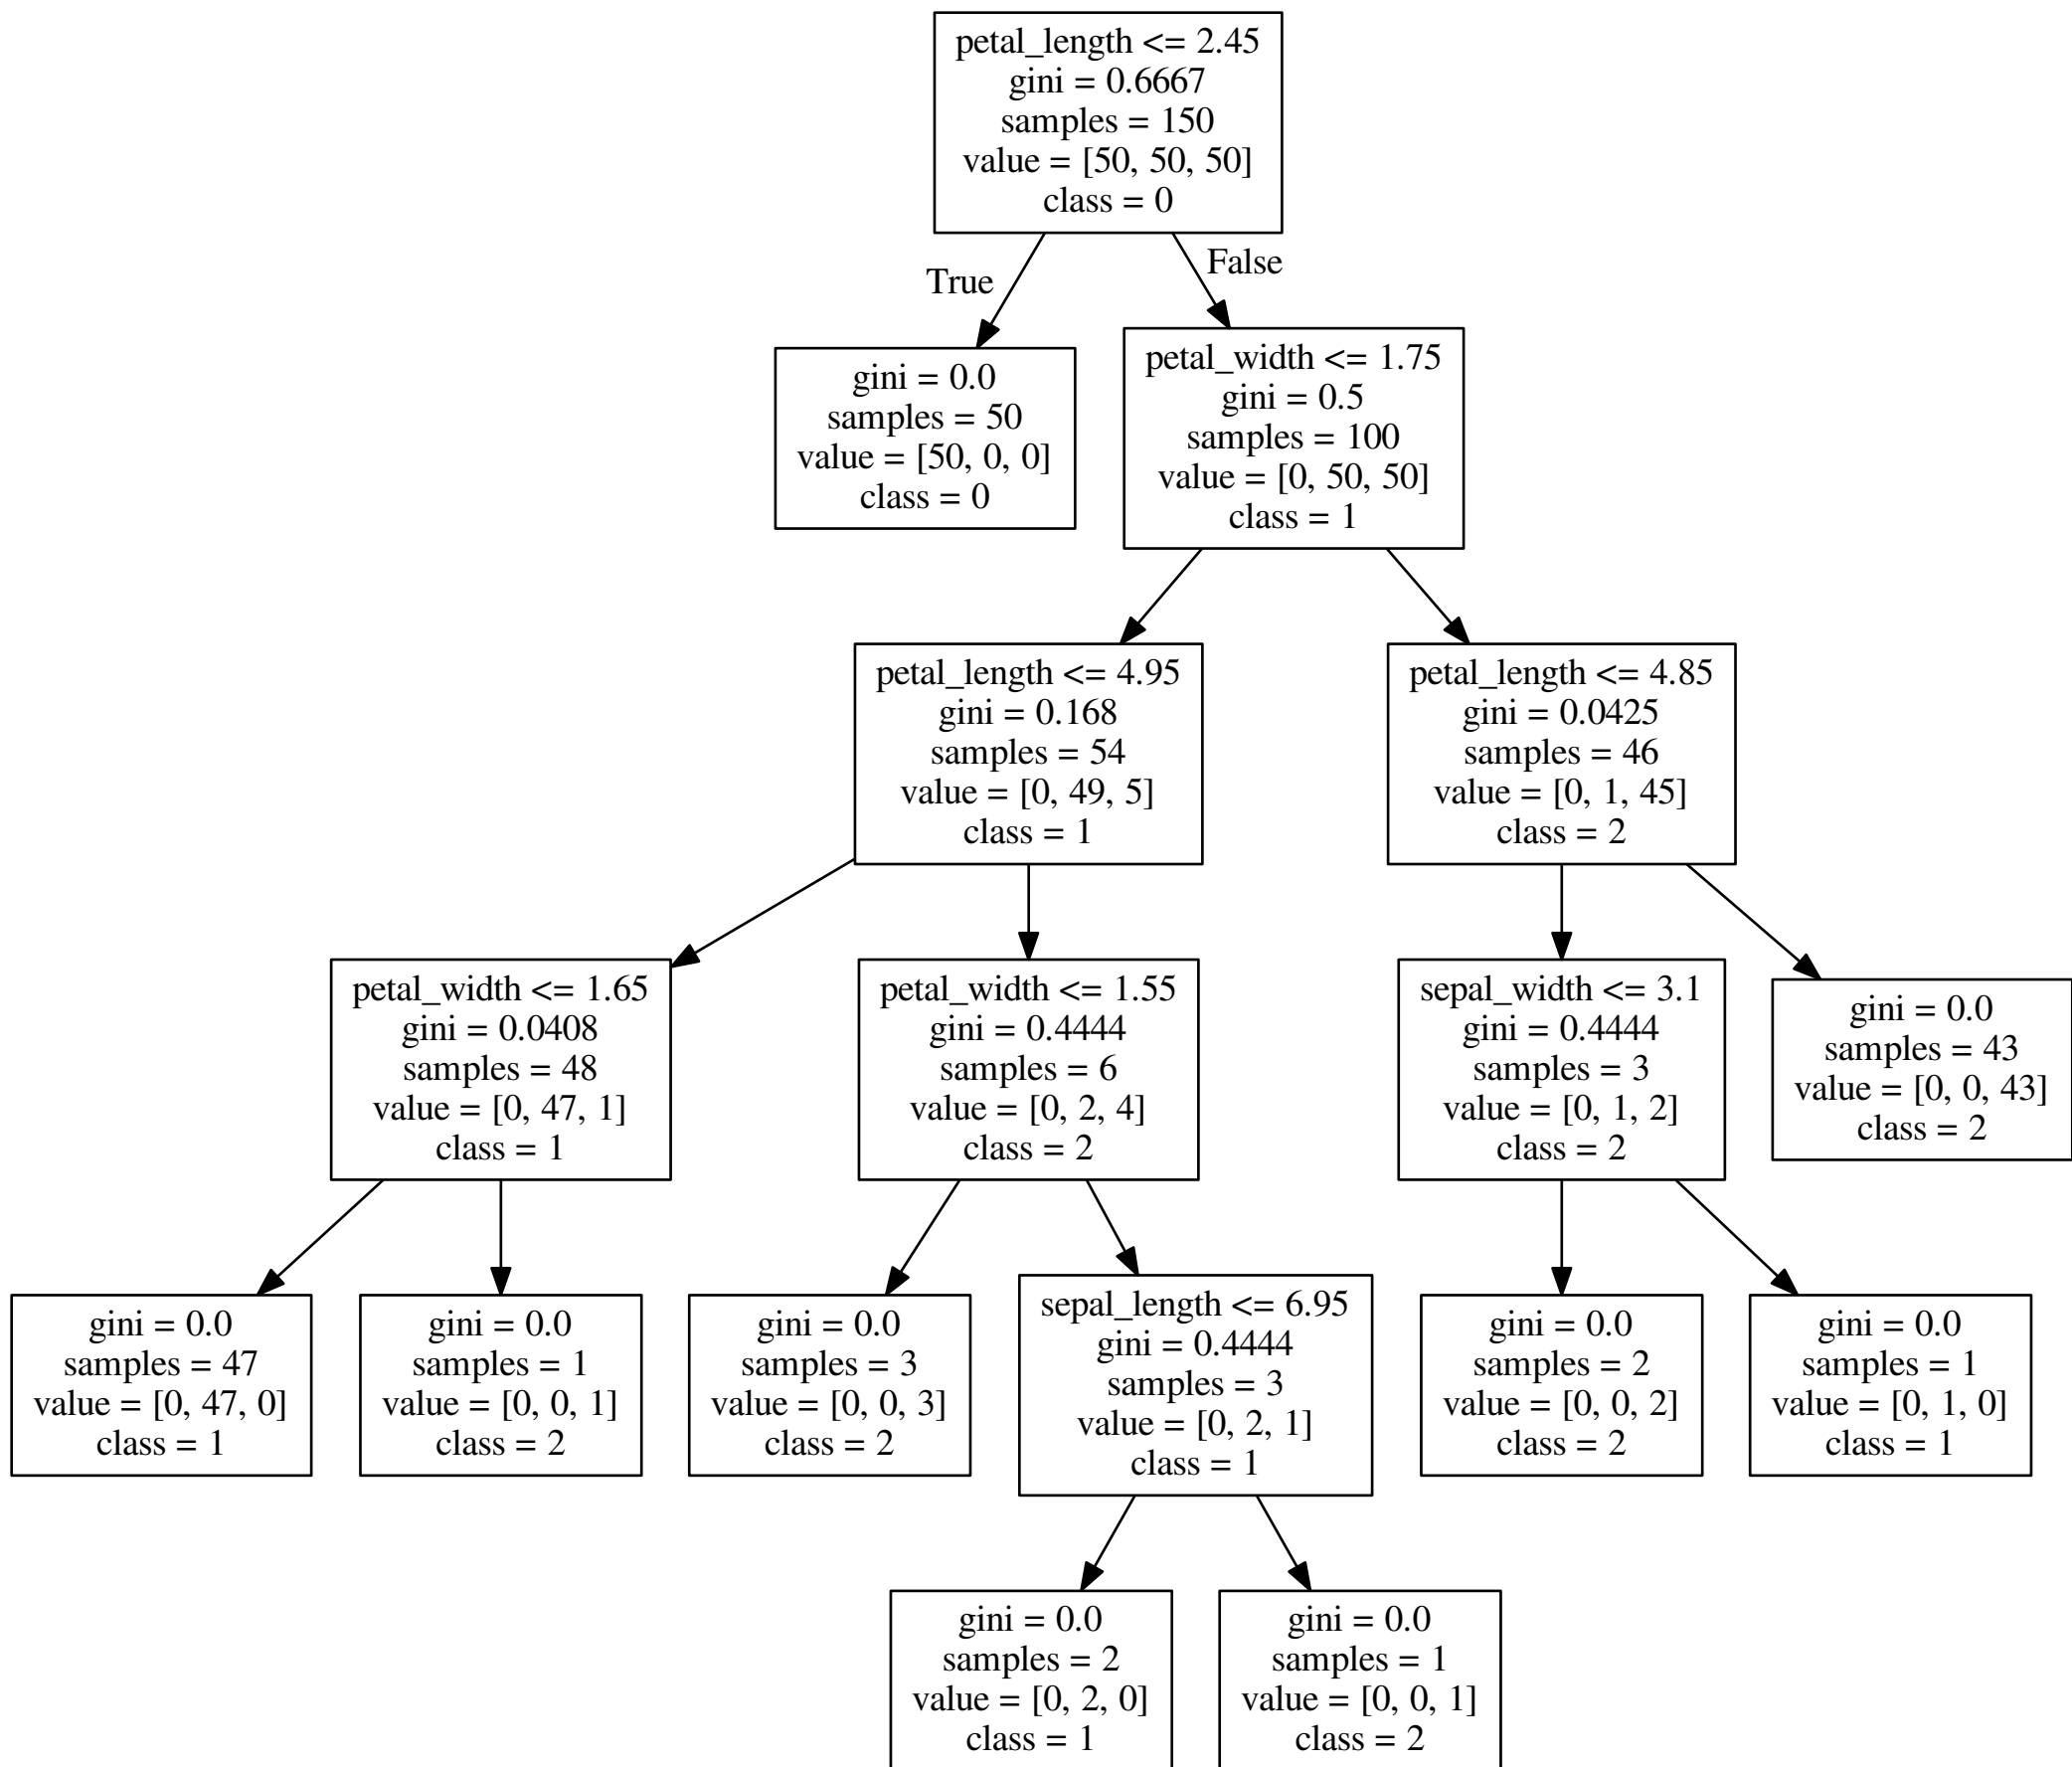 petal_length <= 2.45
gini = 0.6667
samples = 150
value = [50, 50, 50]
class = 0
True
False
gini = 0.0
samples = 50
value = [50, 0, 0]
class = 0
petal_width <= 1.75
gini = 0.5
samples = 100
value = [0, 50, 50]
class = 1
petal_length <= 4.95
gini = 0.168
samples = 54
value = [0, 49, 5]
class = 1
petal_length <= 4.85
gini = 0.0425
samples = 46
value = [0, 1, 45]
class = 2
petal_width <= 1.65
gini = 0.0408
samples = 48
value = [0, 47, 1]
class = 1
petal_width <= 1.55
gini = 0.4444
samples = 6
value = [0, 2, 4]
class = 2
sepal_width <= 3.1
gini = 0.4444
samples = 3
value = [0, 1, 2]
class = 2
gini = 0.0
samples = 43
value = [0, 0, 43]
class = 2
gini = 0.0
samples = 47
value = [0, 47, 0]
class = 1
gini = 0.0
samples = 1
value = [0, 0, 1]
class = 2
gini = 0.0
samples = 3
value = [0, 0, 3]
class = 2
sepal_length <= 6.95
gini = 0.4444
samples = 3
value = [0, 2, 1]
class = 1
gini = 0.0
samples = 2
value = [0, 0, 2]
class = 2
gini = 0.0
samples = 1
value = [0, 1, 0]
class = 1
gini = 0.0
samples = 2
value = [0, 2, 0]
class = 1
gini = 0.0
samples = 1
value = [0, 0, 1]
class = 2